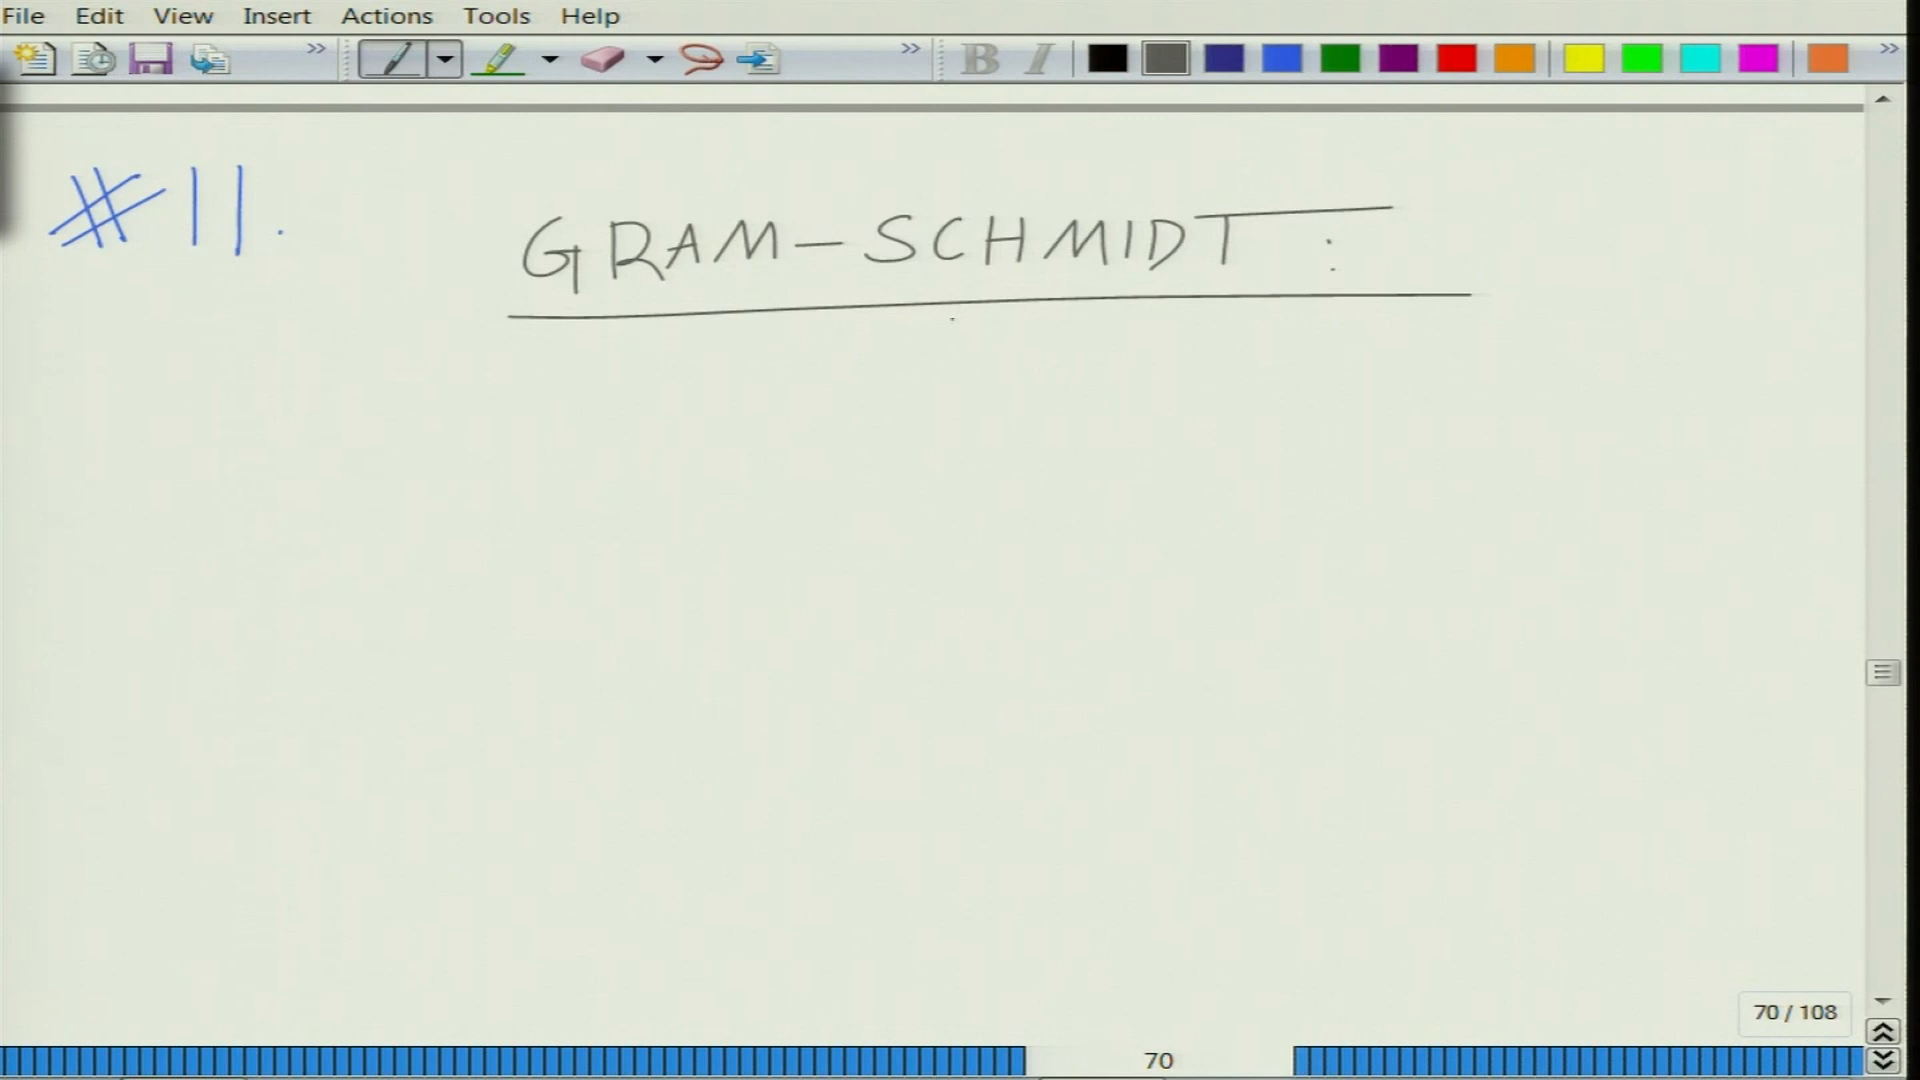 File Edit View Insert Actions Tools Help
B I
#11.
GRAM-SCHMIDT :
70 / 108
70